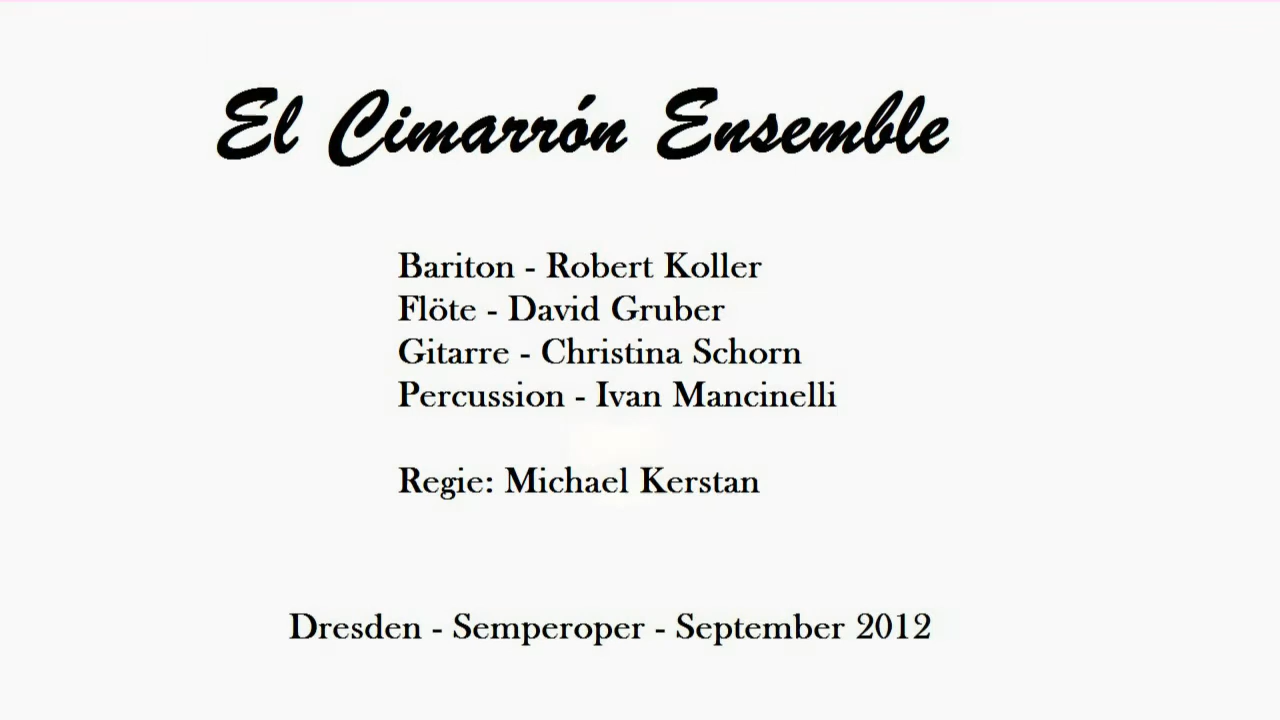 El Cimarrón Ensemble
Bariton - Robert Koller
Flöte - David Gruber
Gitarre - Christina Schorn
Percussion - Ivan Mancinelli
Regie: Michael Kerstan
Dresden - Semperoper - September 2012